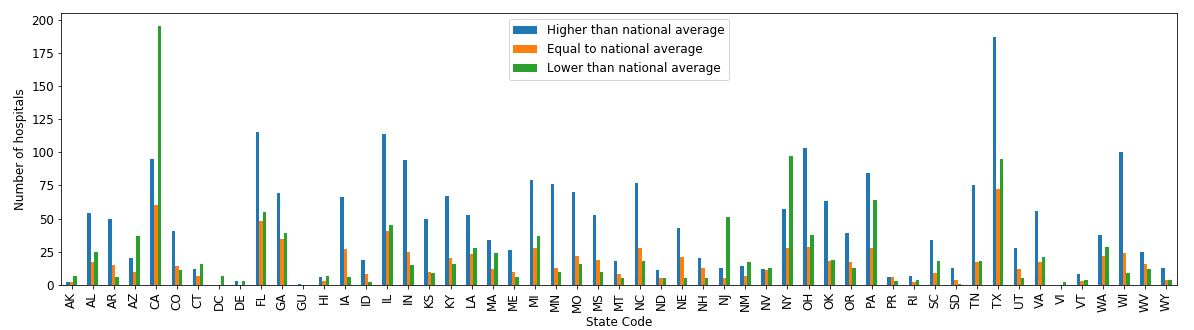 200
175
150
125
100
75
50
25
0
Number of hospitals
Higher than national average
Equal to national average
Lower than national average
AK AL AR AZ CA CO CT DC DE FL GA GU HI IA ID IL IN KS KY LA MA ME MI MN MO MS MT NC ND NE NH NJ NM NV NY OH OK OR PA PR RI SC SD TN TX UT VA VI VT WA WI WV WY
State Code